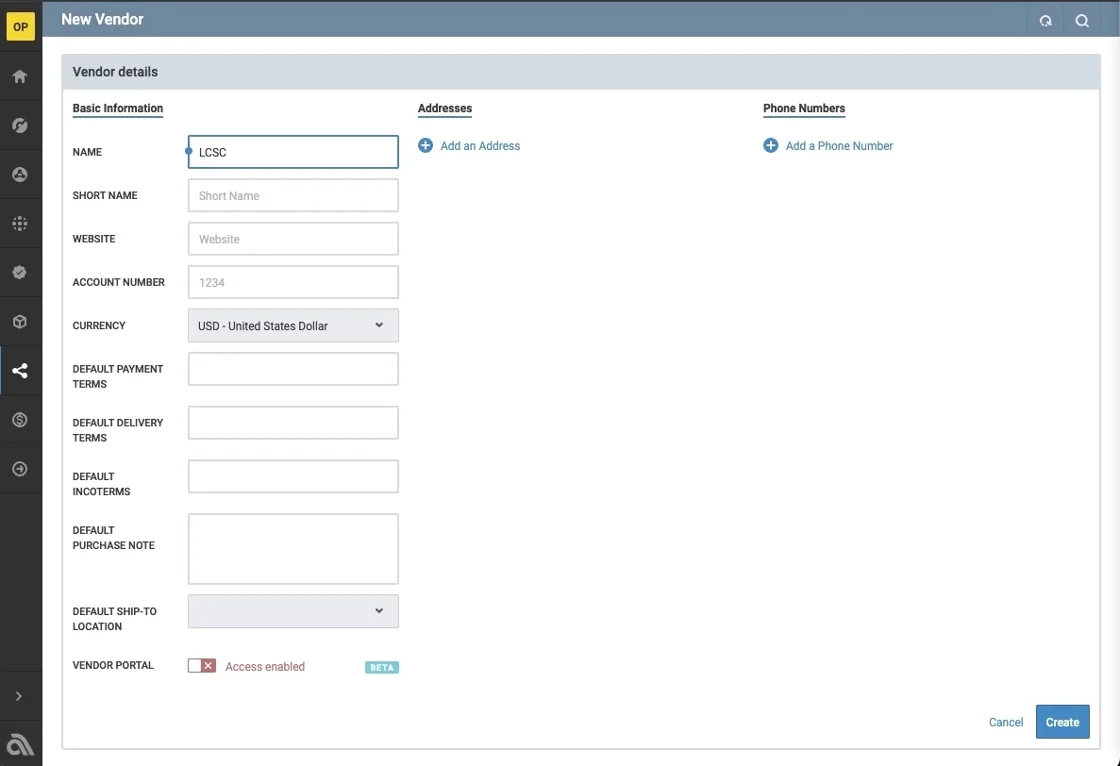 OP
New Vendor
Vendor details
Basic Information
Addresses
Phone Numbers
NAME
LCSC
Add an Address
Add a Phone Number
SHORT NAME
Short Name
WEBSITE
Website
ACCOUNT NUMBER
1234
CURRENCY
USD - United States Dollar
DEFAULT PAYMENT
TERMS
DEFAULT DELIVERY
TERMS
DEFAULT
INCOTERMS
DEFAULT
PURCHASE NOTE
DEFAULT SHIP-TO
LOCATION
VENDOR PORTAL
Access enabled
BETA
Cancel
Create